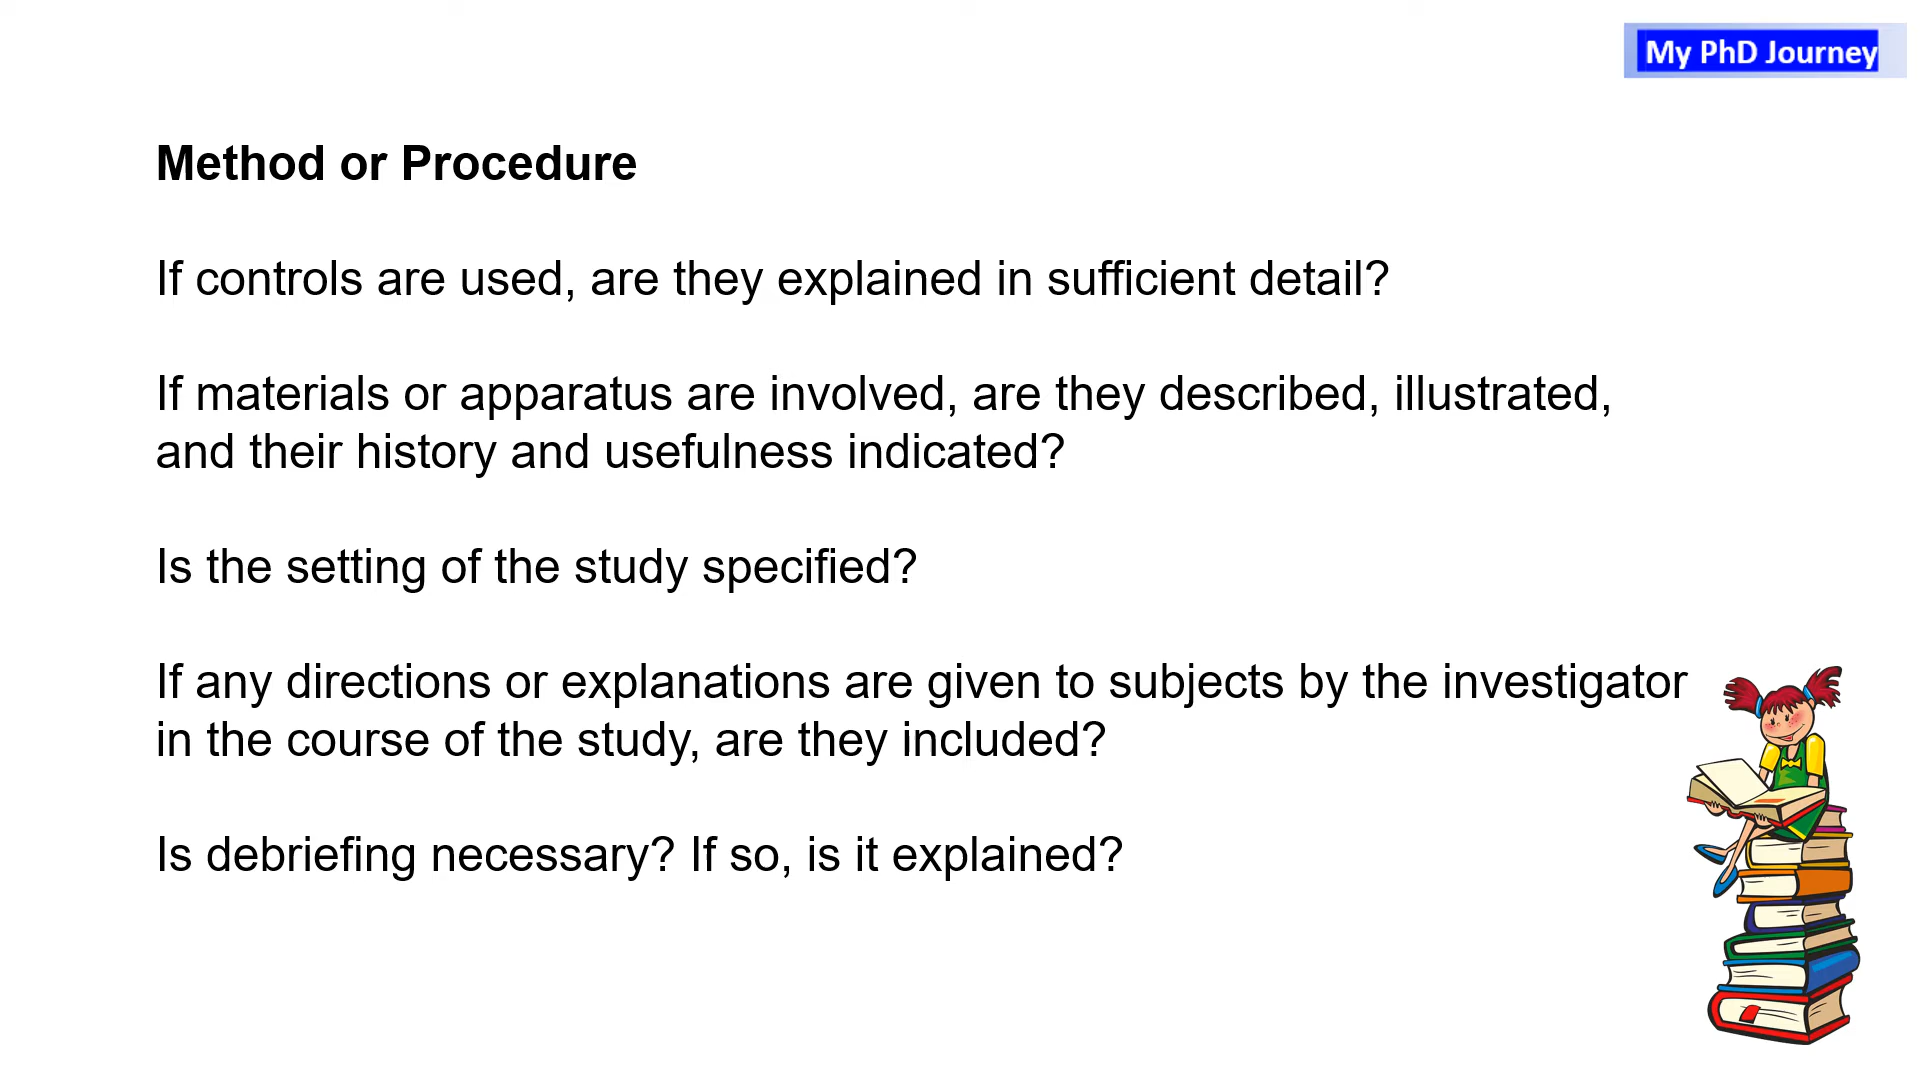 My PhD Journey
Method or Procedure
If controls are used, are they explained in sufficient detail?
If materials or apparatus are involved, are they described, illustrated,
and their history and usefulness indicated?
Is the setting of the study specified?
If any directions or explanations are given to subjects by the investigator
in the course of the study, are they included?
Is debriefing necessary? If so, is it explained?